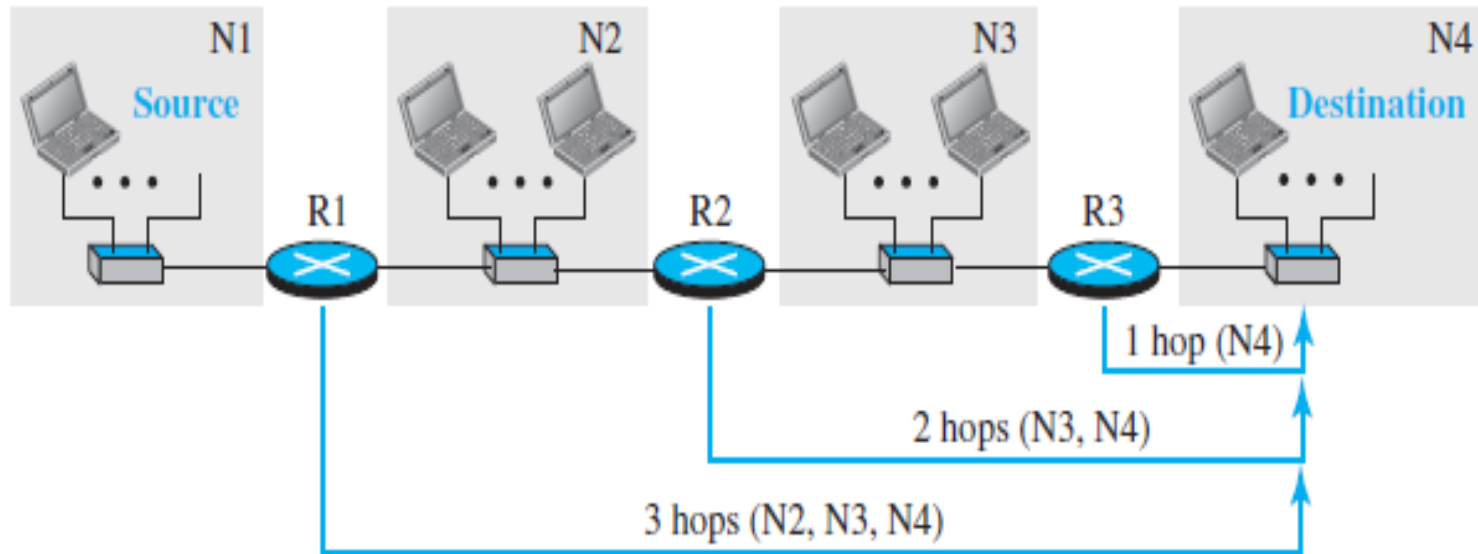 N1
N2
N3
N4
Source
Destination
R1
R2
R3
1 hop (N4)
2 hops (N3, N4)
3 hops (N2, N3, N4)